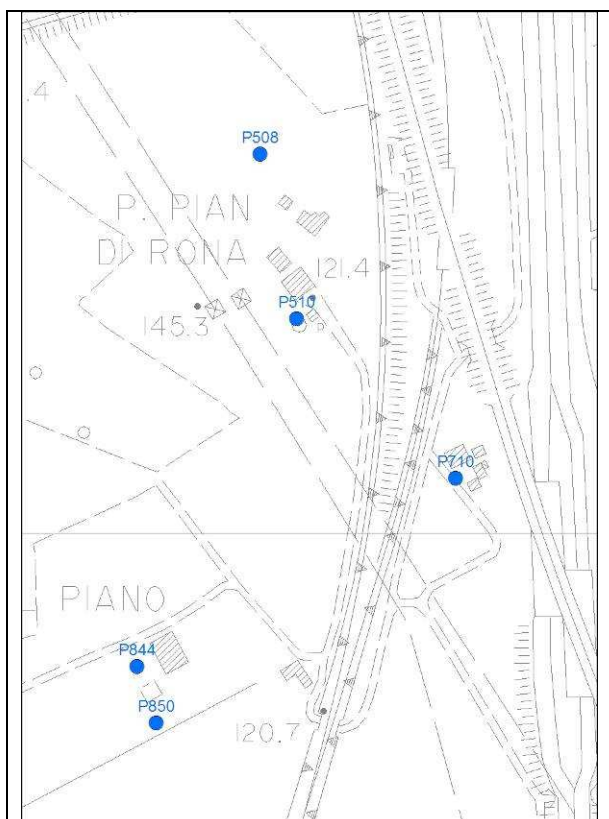 .4
P508
P. PIAN
DI RONA
121.4
P510
145.3
P710
PIANO
P844
P850
120.7